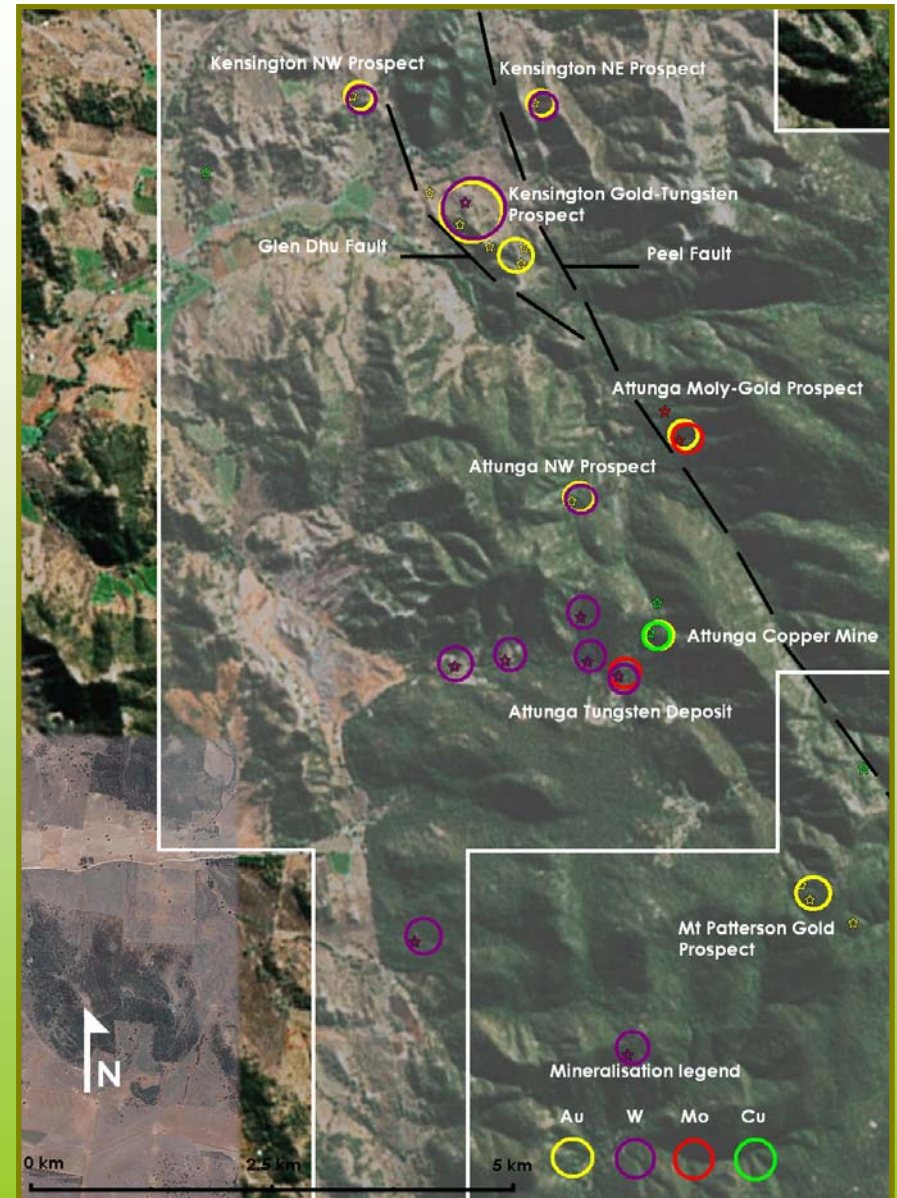 Kensington NW Prospect
Kensington NE Prospect
Kensington Gold-Tungsten
Prospect
Glen Dhu Fault
Peel Fault
Attunga Moly-Gold Prospect
Attunga NW Prospect
Attunga Copper Mine
Attunga Tungsten Deposit
Mt Patterson Gold
Prospect
N
Mineralisation legend
Au W Mo Cu
0 km 2.5 km 5 km